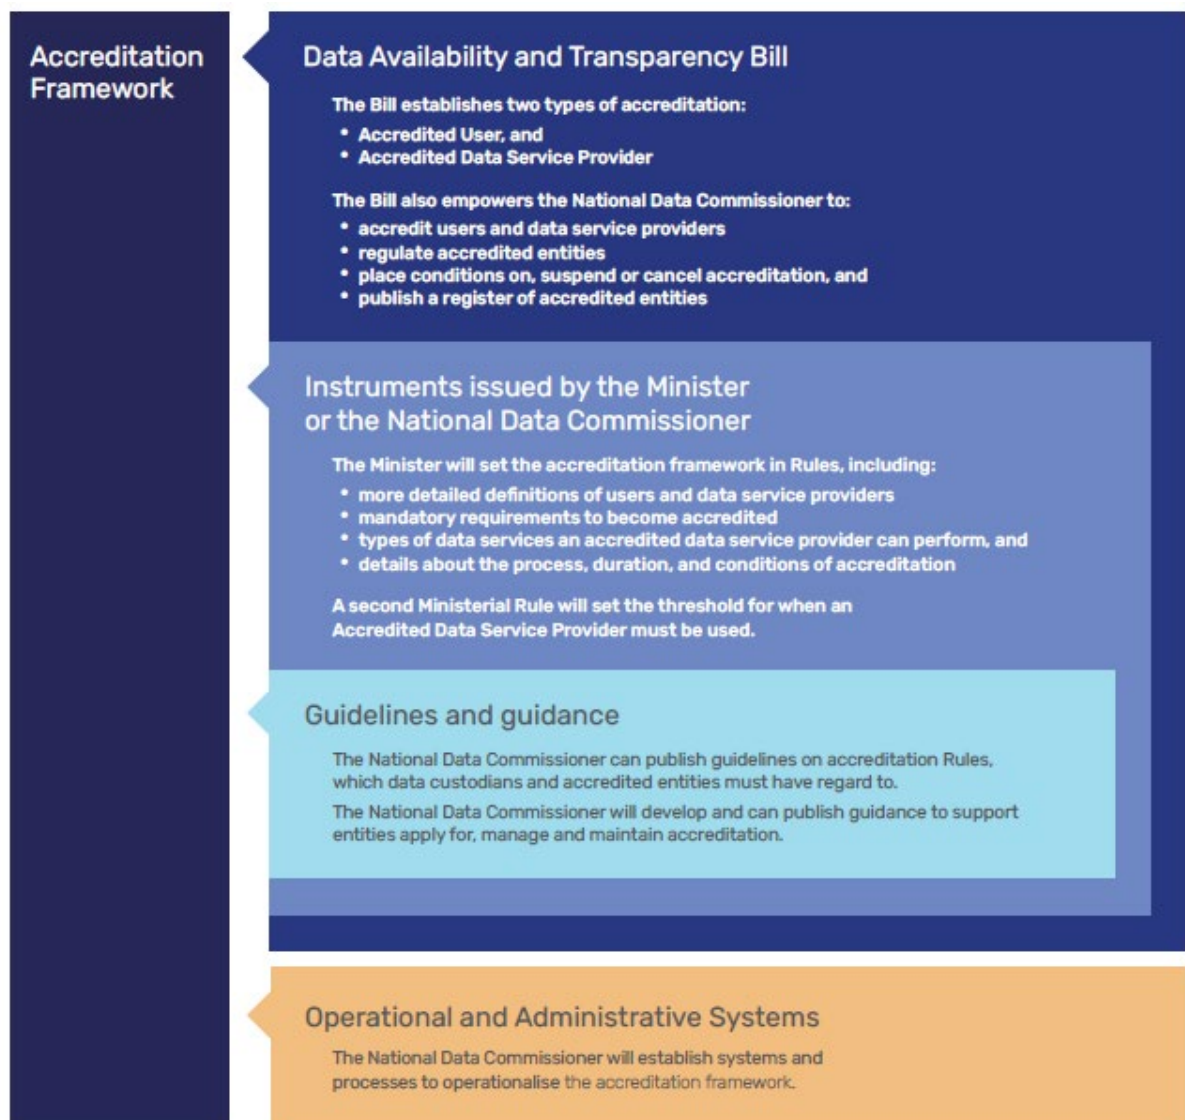 Accreditation
Framework
Data Availability and Transparency Bill
The Bill establishes two types of accreditation:
• Accredited User, and
• Accredited Data Service Provider
The Bill also empowers the National Data Commissioner to:
• accredit users and data service providers
• regulate accredited entities
• place conditions on, suspend or cancel accreditation, and
• publish a register of accredited entities
Instruments issued by the Minister
or the National Data Commissioner
The Minister will set the accreditation framework in Rules, including:
• more detailed definitions of users and data service providers
• mandatory requirements to become accredited
• types of data services an accredited data service provider can perform, and
• details about the process, duration, and conditions of accreditation
A second Ministerial Rule will set the threshold for when an
Accredited Data Service Provider must be used.
Guidelines and guidance
The National Data Commissioner can publish guidelines on accreditation Rules,
which data custodians and accredited entities must have regard to.
The National Data Commissioner will develop and can publish guidance to support
entities apply for, manage and maintain accreditation.
Operational and Administrative Systems
The National Data Commissioner will establish systems and
processes to operationalise the accreditation framework.